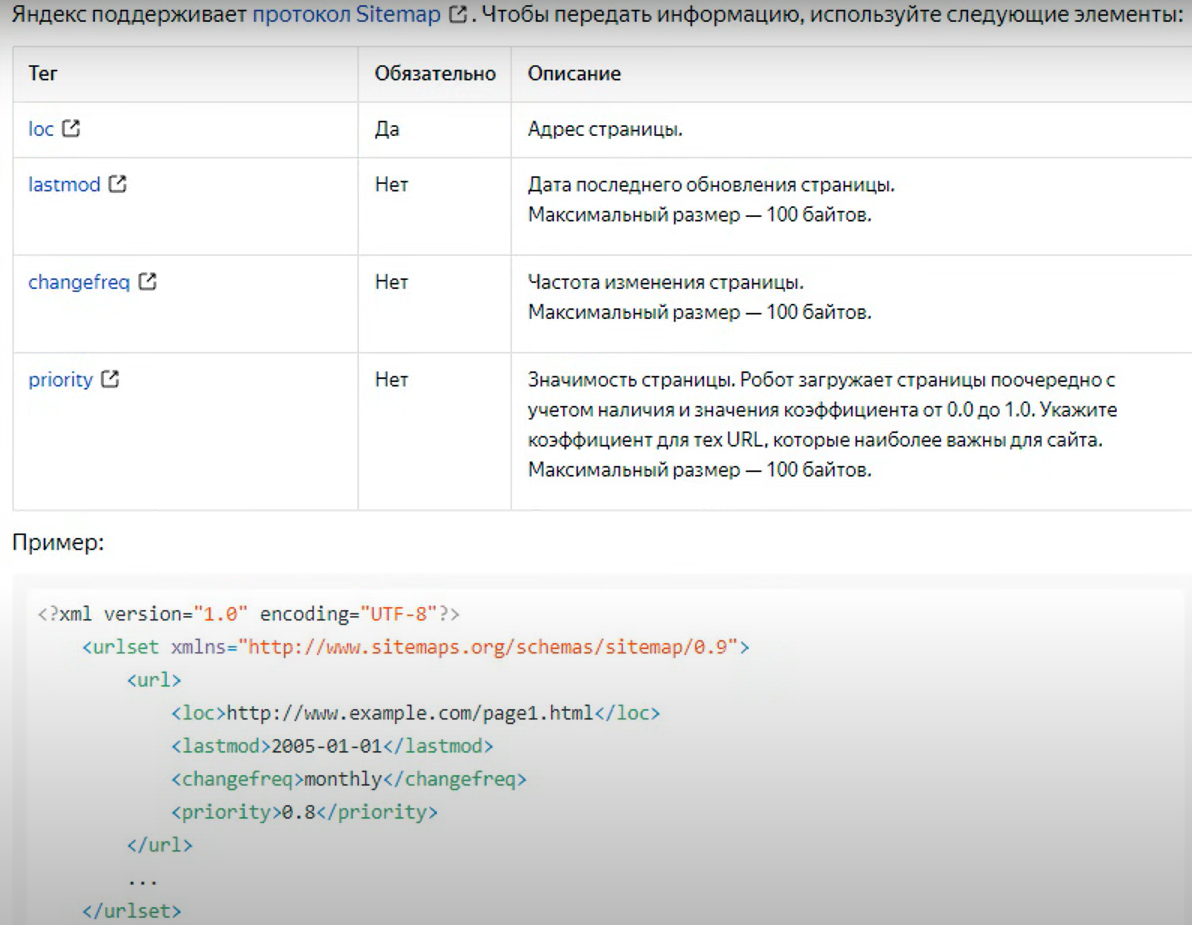 Яндекс поддерживает протокол Sitemap. Чтобы передать информацию, используйте следующие элементы:
Тег Обязательно Описание
loc Да Адрес страницы.
lastmod Нет Дата последнего обновления страницы.
Максимальный размер — 100 байтов.
changefreq Нет Частота изменения страницы.
Максимальный размер — 100 байтов.
priority Нет Значимость страницы. Робот загружает страницы поочередно с
учетом наличия и значения коэффициента от 0.0 до 1.0. Укажите
коэффициент для тех URL, которые наиболее важны для сайта.
Максимальный размер — 100 байтов.
Пример:
<?xml version="1.0" encoding="UTF-8"?>
<urlset xmlns="http://www.sitemaps.org/schemas/sitemap/0.9">
<url>
<loc>http://www.example.com/page1.html</loc>
<lastmod>2005-01-01</lastmod>
<changefreq>monthly</changefreq>
<priority>0.8</priority>
</url>
...
</urlset>